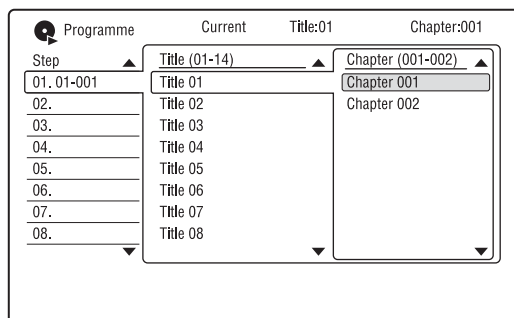 Programme Current Title:01 Chapter:001
Step
01. 01-001
02.
03.
04.
05.
06.
07.
08.
Title (01-14)
Title 01
Title 02
Title 03
Title 04
Title 05
Title 06
Title 07
Title 08
Chapter (001-002)
Chapter 001
Chapter 002